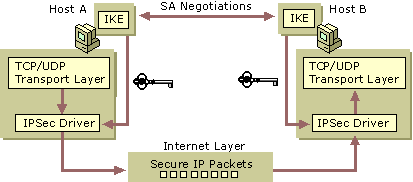 Host A
IKE
SA Negotiations
IKE
Host B
TCP/UDP
Transport Layer
TCP/UDP
Transport Layer
IPSec Driver
IPSec Driver
Internet Layer
Secure IP Packets